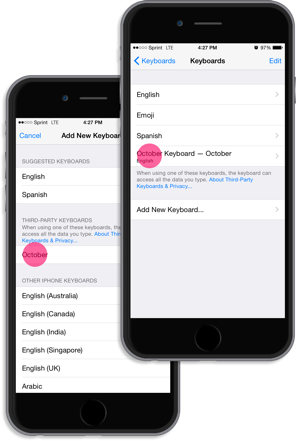 Sprint LTE 4:27 PM
Cancel Add New Keyboar
SUGGESTED KEYBOARDS
English
Spanish
THIRD-PARTY KEYBOARDS
When using one of these keyboards, the
can access all the data you type. About Thir
Keyboards & Privacy...
October
OTHER IPHONE KEYBOARDS
English (Australia)
English (Canada)
English (India)
English (Singapore)
English (UK)
Arabic
Sprint LTE 4:27 PM 97%
Keyboards Keyboards Edit
English
Emoji
Spanish
October Keyboard — October
English
When using one of these keyboards, the keyboard can
access all the data you type. About Third-Party
Keyboards & Privacy...
Add New Keyboard...